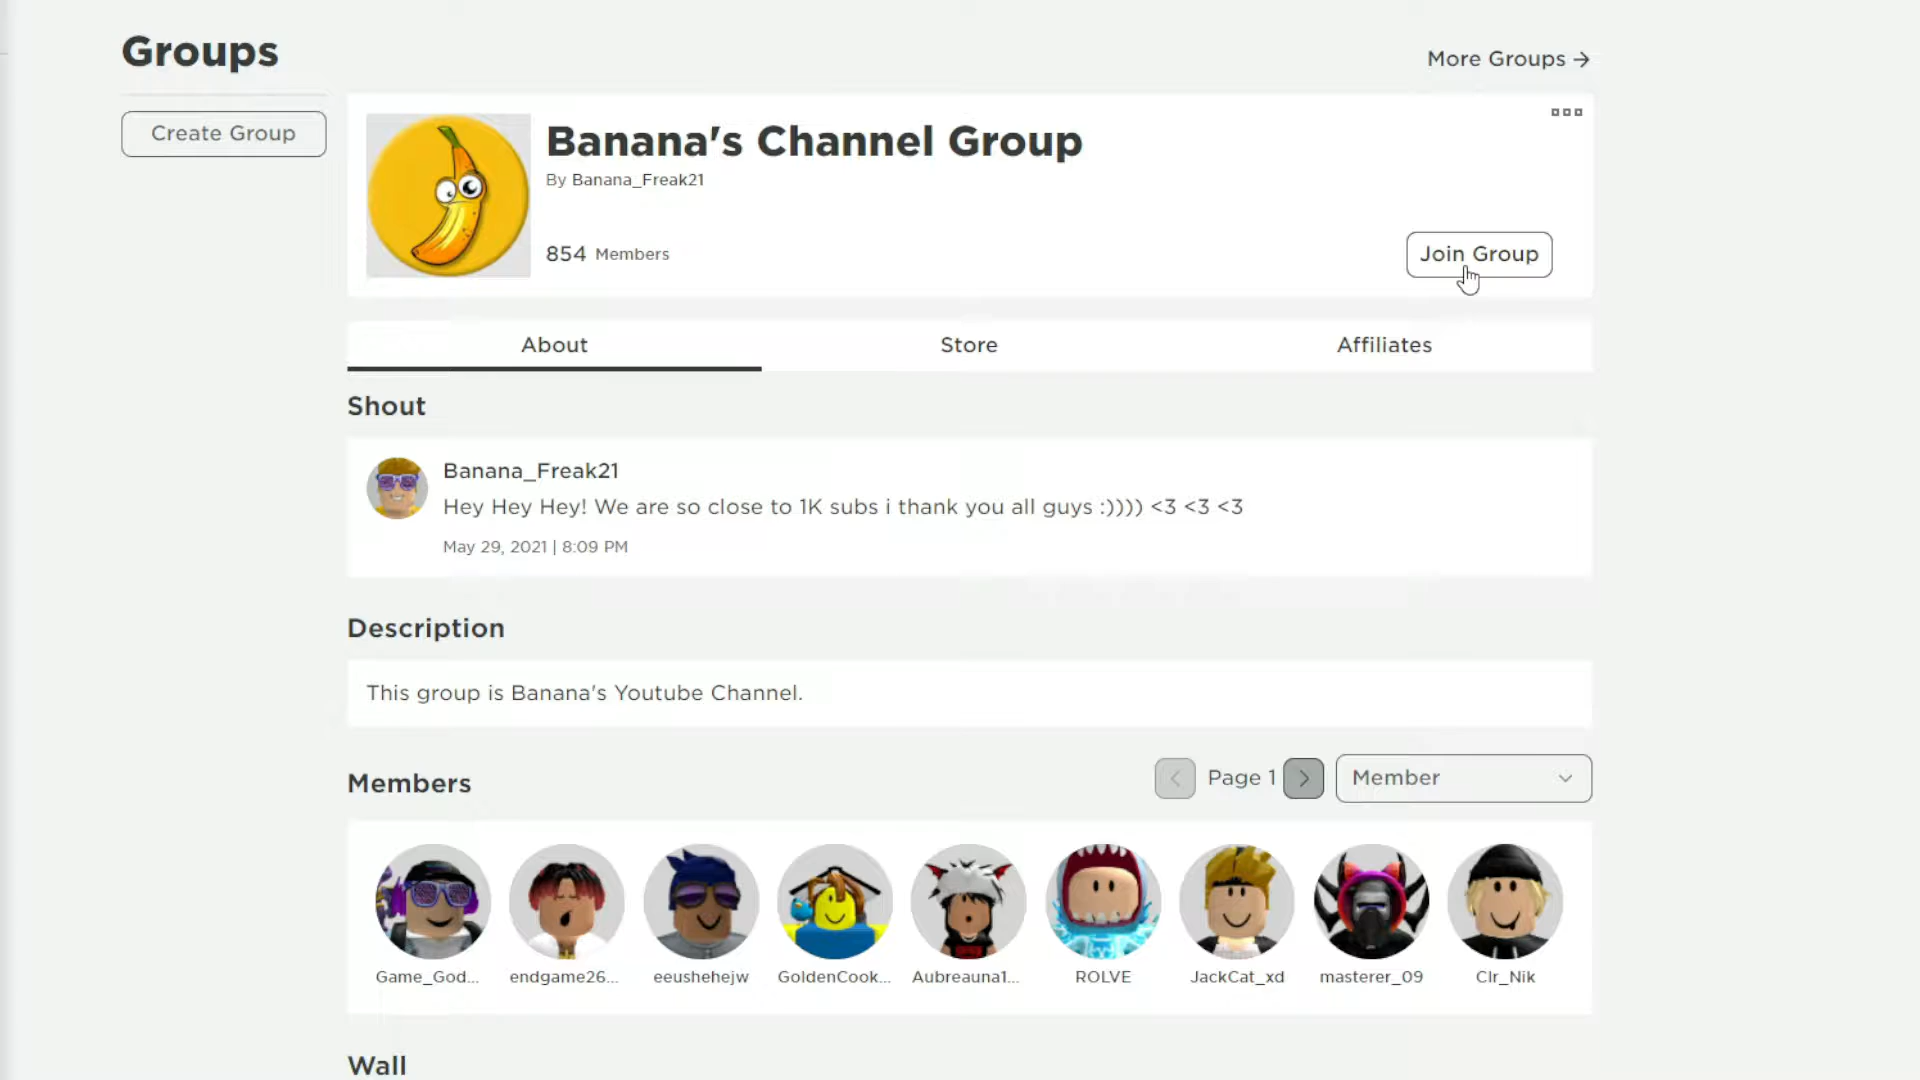 Groups
More Groups →
Create Group
Banana's Channel Group
By Banana_Freak21
854 Members
Join Group
About
Store
Affiliates
Shout
Banana_Freak21
Hey Hey Hey! We are so close to 1K subs i thank you all guys :)))) <3 <3 <3
May 29, 2021 | 8:09 PM
Description
This group is Banana's Youtube Channel.
Members
Page 1
Member
Game_God...
endgame26...
eeushehejw
GoldenCook...
Aubreauna1...
ROLVE
JackCat_xd
masterer_09
Clr_Nik
Wall